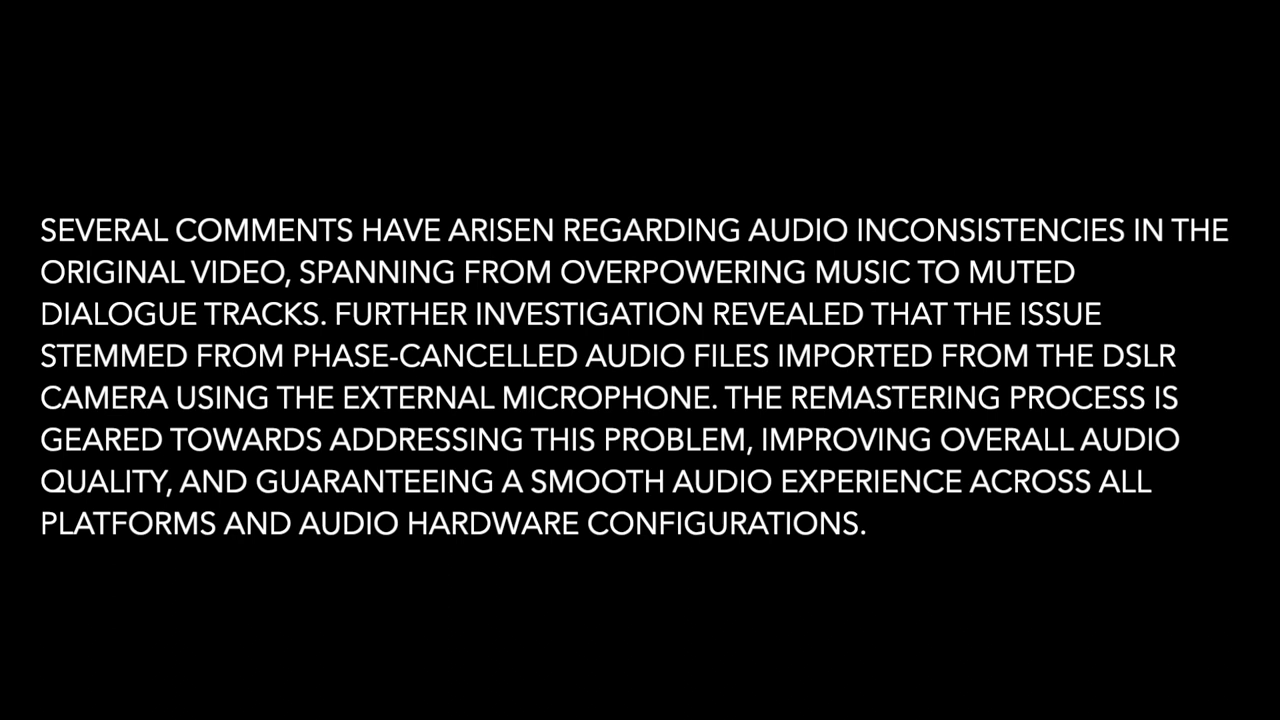 SEVERAL COMMENTS HAVE ARISEN REGARDING AUDIO INCONSISTENCIES IN THE
ORIGINAL VIDEO, SPANNING FROM OVERPOWERING MUSIC TO MUTED
DIALOGUE TRACKS. FURTHER INVESTIGATION REVEALED THAT THE ISSUE
STEMMED FROM PHASE-CANCELLED AUDIO FILES IMPORTED FROM THE DSLR
CAMERA USING THE EXTERNAL MICROPHONE. THE REMASTERING PROCESS IS
GEARED TOWARDS ADDRESSING THIS PROBLEM, IMPROVING OVERALL AUDIO
QUALITY, AND GUARANTEEING A SMOOTH AUDIO EXPERIENCE ACROSS ALL
PLATFORMS AND AUDIO HARDWARE CONFIGURATIONS.